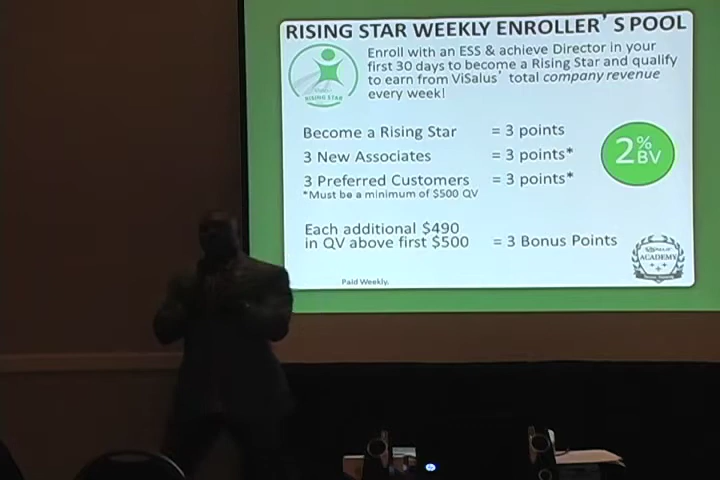 RISING STAR WEEKLY ENROLLER'S POOL
Enroll with an ESS & achieve Director in your
first 30 days to become a Rising Star and qualify
to earn from ViSalus' total company revenue
every week!
RISING STAR
Become a Rising Star = 3 points
3 New Associates = 3 points*
3 Preferred Customers = 3 points*
*Must be a minimum of $500 QV
2% BV
Each additional $490
in QV above first $500 = 3 Bonus Points
ACADEMY
Paid Weekly.